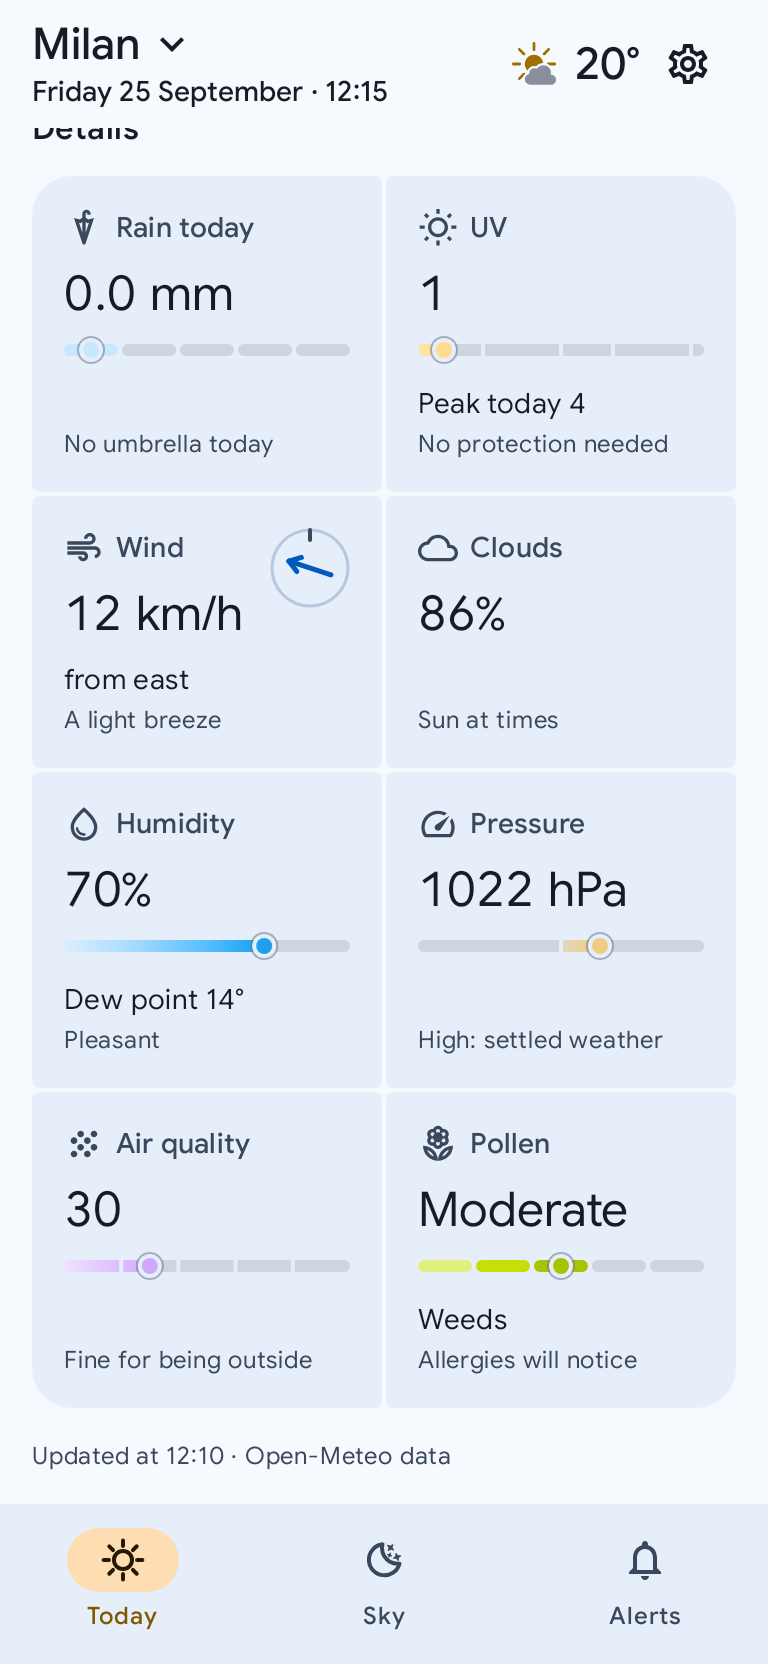 Milan
Friday 25 September · 12:15
20°
Details
Rain today
0.0 mm
No umbrella today
UV
1
Peak today 4
No protection needed
Wind
12 km/h
from east
A light breeze
Clouds
86%
Sun at times
Humidity
70%
Dew point 14°
Pleasant
Pressure
1022 hPa
High: settled weather
Air quality
30
Fine for being outside
Pollen
Moderate
Weeds
Allergies will notice
Updated at 12:10 · Open-Meteo data
Today
Sky
Alerts